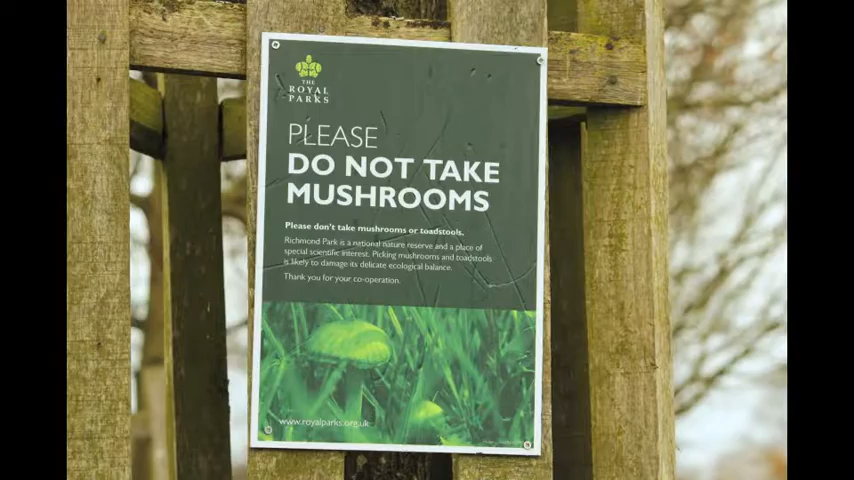 THE
ROYAL
PARKS
PLEASE
DO NOT TAKE
MUSHROOMS
Please don't take mushrooms or toadstools.
Richmond Park is a national nature reserve and a place of
special scientific interest. Picking mushrooms and toadstools
is likely to damage its delicate ecological balance.
Thank you for your co-operation.
www.royalparks.org.uk